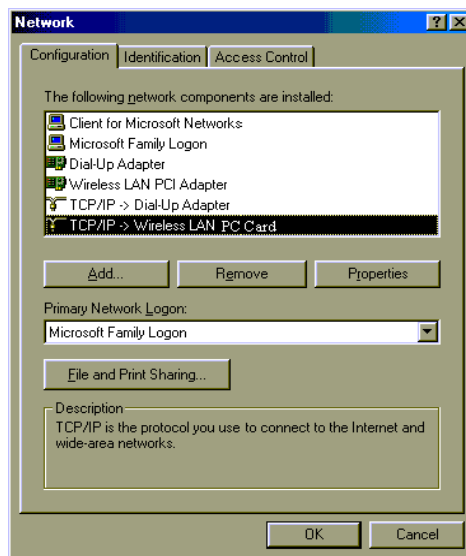 Network
Configuration Identification Access Control
The following network components are installed:
Client for Microsoft Networks
Microsoft Family Logon
Dial-Up Adapter
Wireless LAN PCI Adapter
TCP/IP -> Dial-Up Adapter
TCP/IP -> Wireless LAN PC Card
Add... Remove Properties
Primary Network Logon:
Microsoft Family Logon
File and Print Sharing...
Description
TCP/IP is the protocol you use to connect to the Internet and
wide-area networks.
OK Cancel